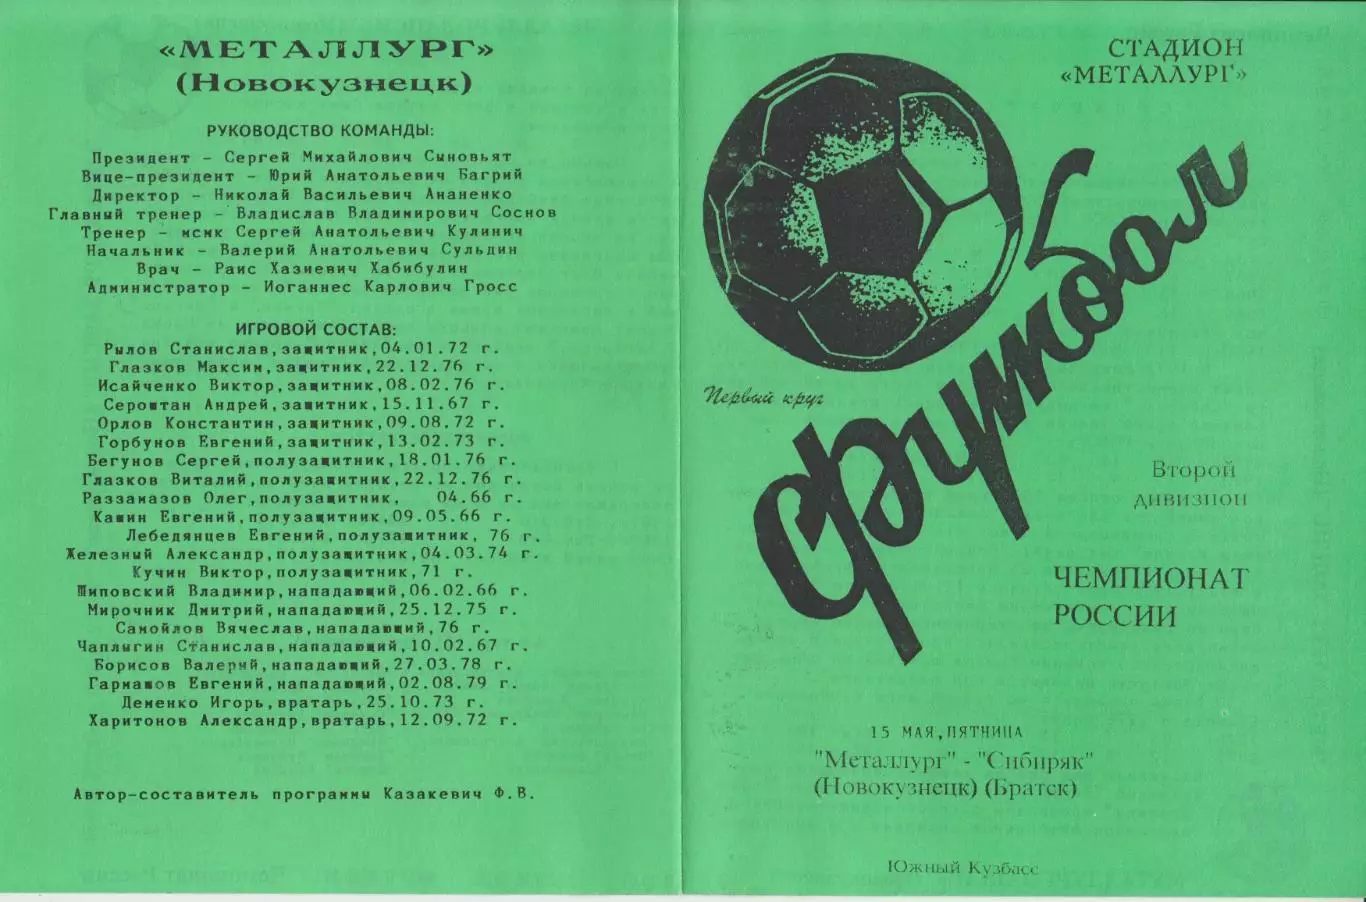 «МЕТАЛЛУРГ»
(Новокузнецк)
РУКОВОДСТВО КОМАНДЫ:
Президент – Сергей Михайлович Сыновьят
Вице-президент – Юрий Анатольевич Багрий
Директор – Николай Васильевич Ананенко
Главный тренер – Владислав Владимирович Соснов
Тренер – мсмк Сергей Анатольевич Кулинич
Начальник – Валерий Анатольевич Сульдин
Врач – Раис Хазиевич Хабибулин
Администратор – Иоганнес Карлович Гросс
ИГРОВОЙ СОСТАВ:
Рылов Станислав, защитник, 04.01.72 г.
Глазков Максим, защитник, 22.12.76 г.
Исайченко Виктор, защитник, 08.02.76 г.
Сероштан Андрей, защитник, 15.11.67 г.
Орлов Константин, защитник, 09.08.72 г.
Горбунов Евгений, защитник, 13.02.73 г.
Бегунов Сергей, полузащитник, 18.01.76 г.
Глазков Виталий, полузащитник, 22.12.76 г.
Раззамазов Олег, полузащитник, 04.66 г.
Кашин Евгений, полузащитник, 09.05.66 г.
Лебедянцев Евгений, полузащитник, 76 г.
Железный Александр, полузащитник, 04.03.74 г.
Кучин Виктор, полузащитник, 71 г.
Шиповский Владимир, нападающий, 06.02.66 г.
Мирочник Дмитрий, нападающий, 25.12.75 г.
Самойлов Вячеслав, нападающий, 76 г.
Чаплыгин Станислав, нападающий, 10.02.67 г.
Борисов Валерий, нападающий, 27.03.78 г.
Гармашов Евгений, нападающий, 02.08.79 г.
Деменко Игорь, вратарь, 25.10.73 г.
Харитонов Александр, вратарь, 12.09.72 г.
Автор-составитель программы Казакевич Ф.В.
СТАДИОН
«МЕТАЛЛУРГ»
Футбол
Первый круг
Второй
дивизион
ЧЕМПИОНАТ
РОССИИ
15 МАЯ, ПЯТНИЦА
"Металлург" - "Сибиряк"
(Новокузнецк) (Братск)
Южный Кузбасс